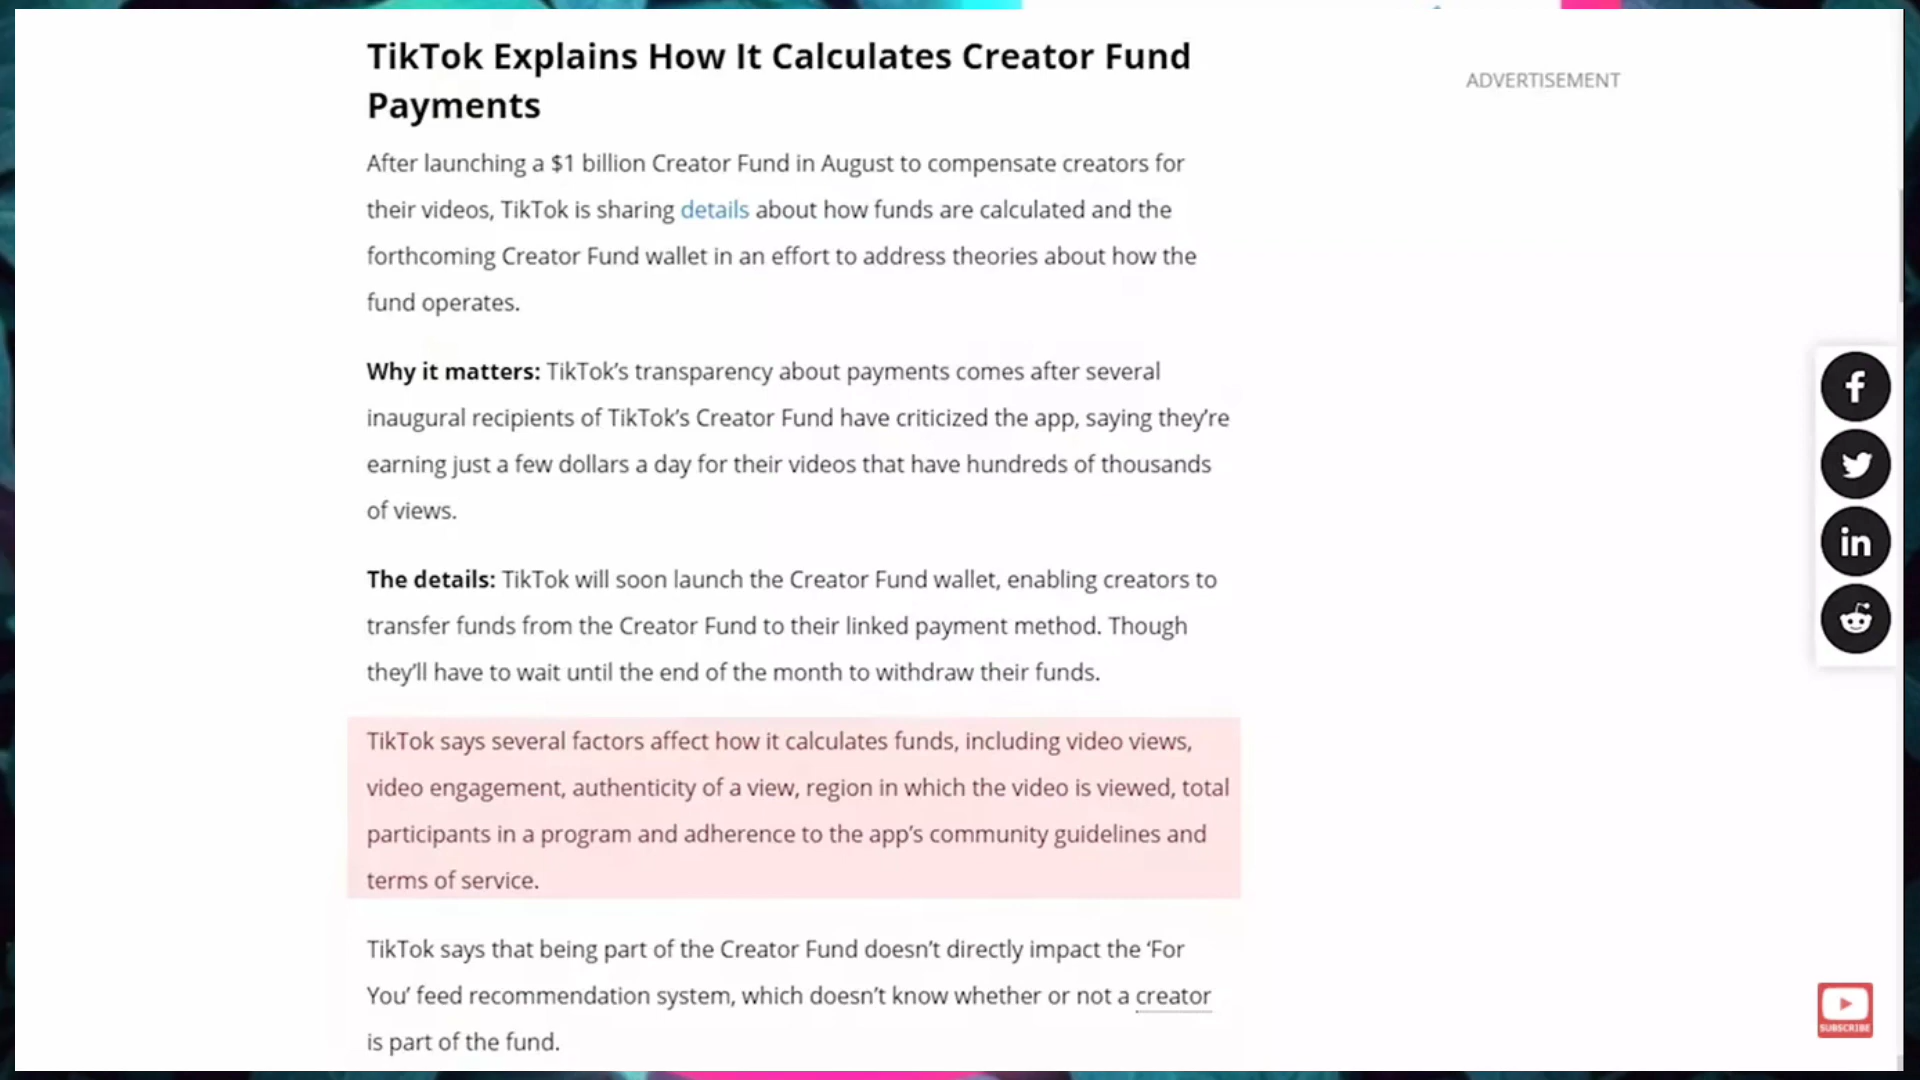 TikTok Explains How It Calculates Creator Fund
Payments
ADVERTISEMENT
After launching a $1 billion Creator Fund in August to compensate creators for
their videos, TikTok is sharing details about how funds are calculated and the
forthcoming Creator Fund wallet in an effort to address theories about how the
fund operates.
Why it matters: TikTok’s transparency about payments comes after several
inaugural recipients of TikTok’s Creator Fund have criticized the app, saying they’re
earning just a few dollars a day for their videos that have hundreds of thousands
of views.
The details: TikTok will soon launch the Creator Fund wallet, enabling creators to
transfer funds from the Creator Fund to their linked payment method. Though
they’ll have to wait until the end of the month to withdraw their funds.
TikTok says several factors affect how it calculates funds, including video views,
video engagement, authenticity of a view, region in which the video is viewed, total
participants in a program and adherence to the app’s community guidelines and
terms of service.
TikTok says that being part of the Creator Fund doesn’t directly impact the ‘For
You’ feed recommendation system, which doesn’t know whether or not a creator
is part of the fund.
SUBSCRIBE